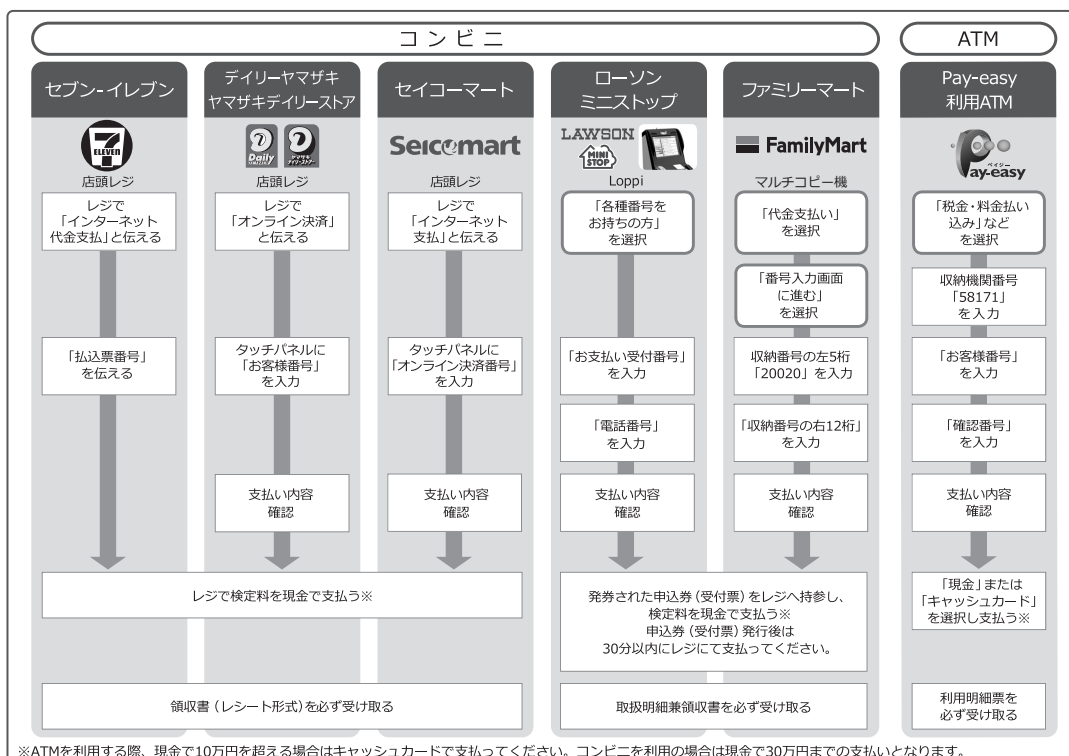 コンビニ
ATM
セブン-イレブン
7
ELEVEN
店頭レジ
レジで
「インターネット
代金支払」と伝える
「払込票番号」
を伝える
デイリーヤマザキ
ヤマザキデイリーストア
Daily
YAMAZAKI
ヤマザキ
デイリーストアー
店頭レジ
レジで
「オンライン決済」
と伝える
タッチパネルに
「お客様番号」
を入力
支払い内容
確認
セイコーマート
Seicomart
店頭レジ
レジで
「インターネット
支払」と伝える
タッチパネルに
「オンライン決済番号」
を入力
支払い内容
確認
レジで検定料を現金で支払う※
領収書（レシート形式）を必ず受け取る
ローソン
ミニストップ
LAWSON
MINI
STOP
Loppi
「各種番号を
お持ちの方」
を選択
「お支払い受付番号」
を入力
「電話番号」
を入力
支払い内容
確認
ファミリーマート
FamilyMart
マルチコピー機
「代金支払い」
を選択
「番号入力画面
に進む」
を選択
収納番号の左5桁
「20020」を入力
「収納番号の右12桁」
を入力
支払い内容
確認
発券された申込券（受付票）をレジへ持参し、
検定料を現金で支払う※
申込券（受付票）発行後は
30分以内にレジにて支払ってください。
取扱明細兼領収書を必ず受け取る
Pay-easy
利用ATM
ペイジー
Pay-easy
「税金・料金払い
込み」など
を選択
収納機関番号
「58171」
を入力
「お客様番号」
を入力
「確認番号」
を入力
支払い内容
確認
「現金」または
「キャッシュカード」
を選択し支払う※
利用明細票を
必ず受け取る
※ATMを利用する際、現金で10万円を超える場合はキャッシュカードで支払ってください。コンビニを利用の場合は現金で30万円までの支払いとなります。